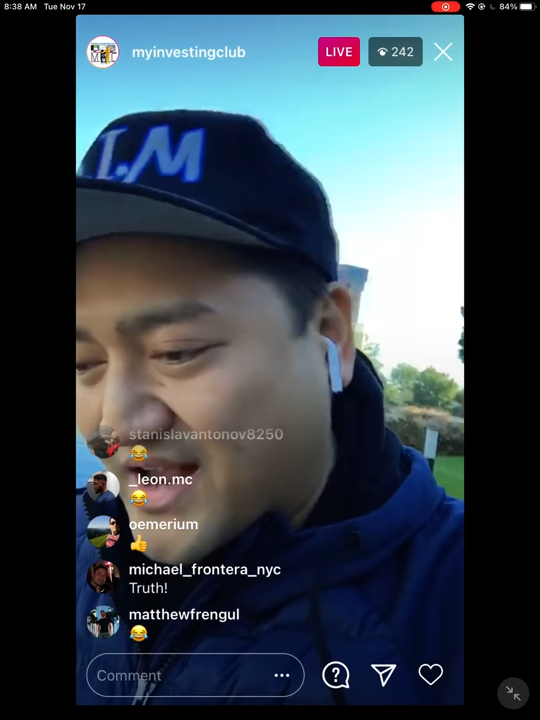 8:38 AM Tue Nov 17
84%
myinvestingclub
LIVE
242
I.M
stanislavantonov8250
😂
_leon.mc
😂
oemerium
👍
michael_frontera_nyc
Truth!
matthewfrengul
😂
Comment